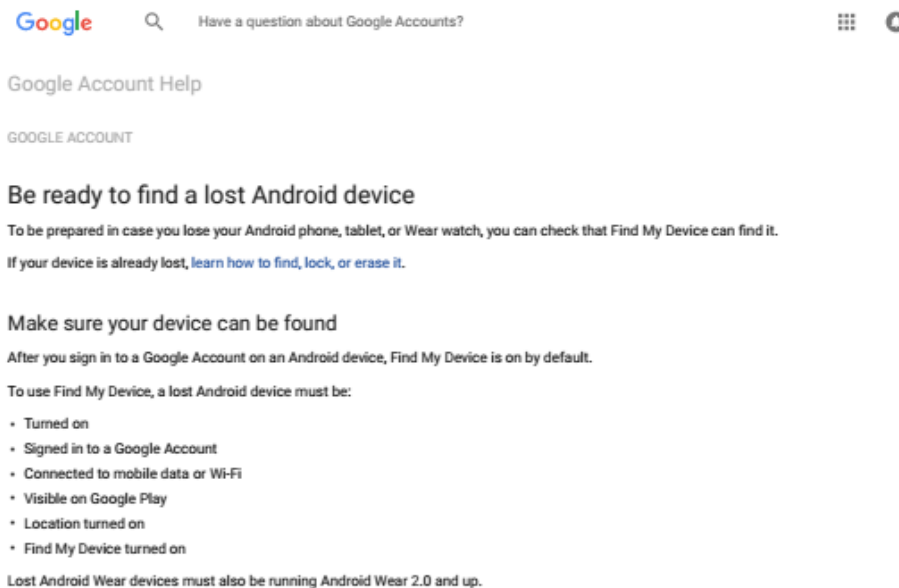 Google Have a question about Google Accounts?
Google Account Help
GOOGLE ACCOUNT
Be ready to find a lost Android device
To be prepared in case you lose your Android phone, tablet, or Wear watch, you can check that Find My Device can find it.
If your device is already lost, learn how to find, lock, or erase it.
Make sure your device can be found
After you sign in to a Google Account on an Android device, Find My Device is on by default.
To use Find My Device, a lost Android device must be:
• Turned on
• Signed in to a Google Account
• Connected to mobile data or Wi-Fi
• Visible on Google Play
• Location turned on
• Find My Device turned on
Lost Android Wear devices must also be running Android Wear 2.0 and up.